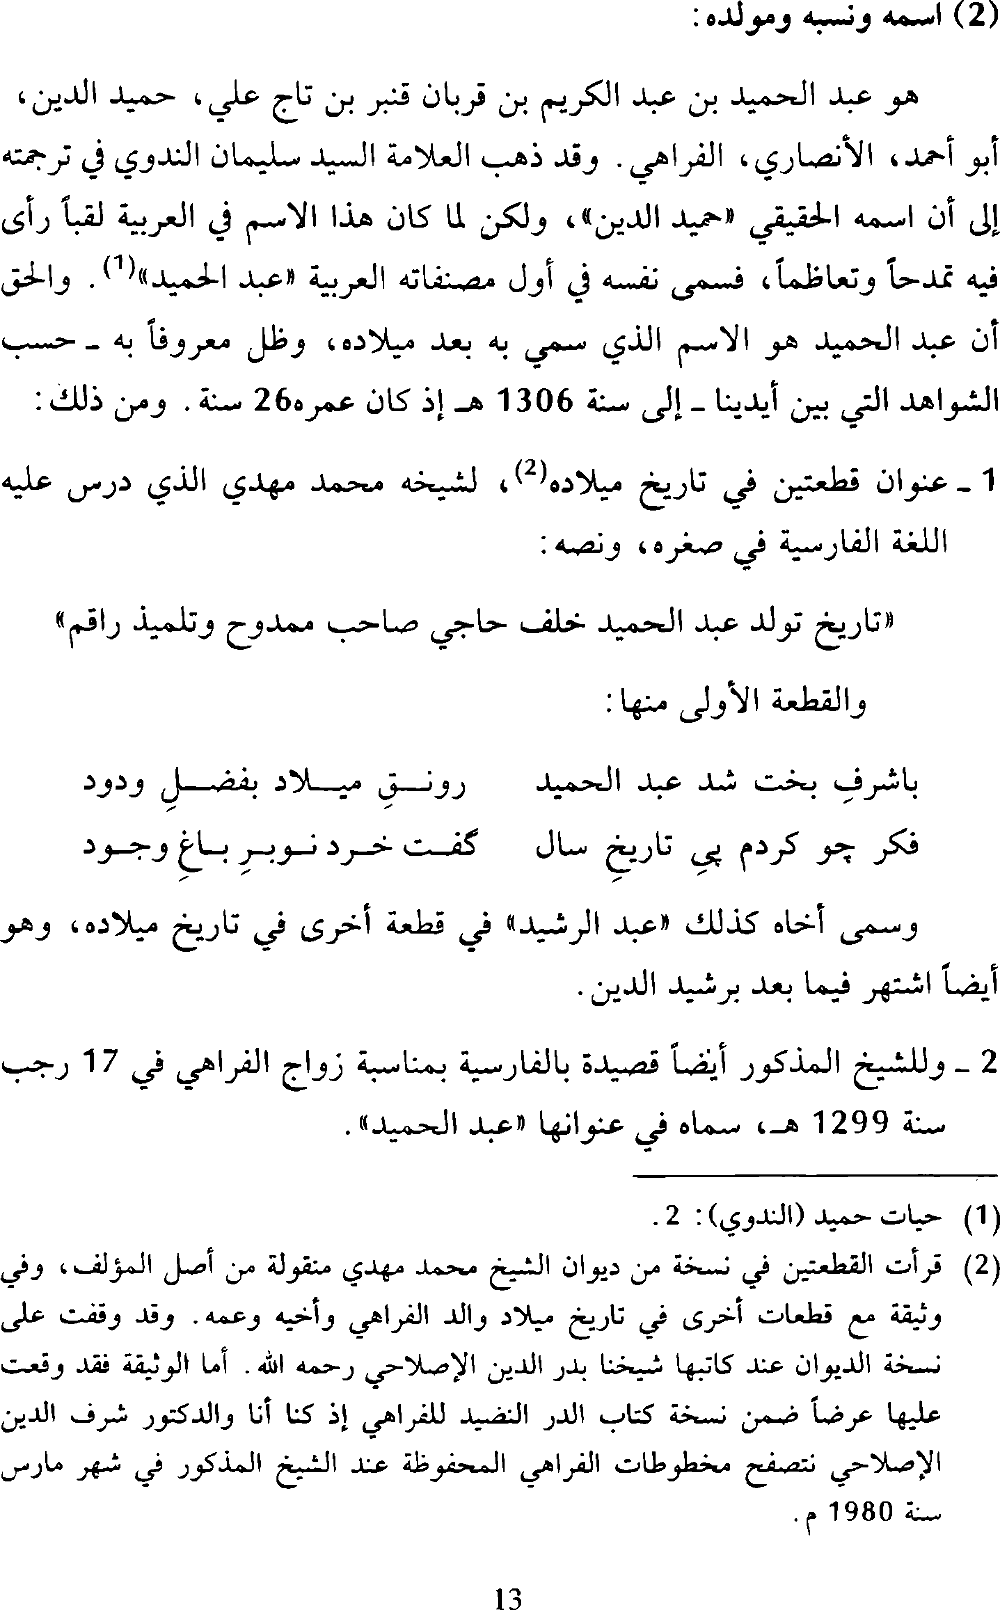 (2) اسمه ونسبه ومولده:
هو عبد الحميد بن عبد الكريم بن قربان قنبر بن تاج علي، حميد الدين،
أبو أحمد، الأنصاري، الفراهي. وقد ذهب العلامة السيد سليمان الندوي في ترجمته
إلى أن اسمه الحقيقي «حميد الدين»، ولكن لما كان هذا الاسم في العربية لقباً رأى
فيه تمدحاً وتعاظماً، فسمى نفسه في أول مصنفاته العربية «عبد الحميد»(1). والحق
أن عبد الحميد هو الاسم الذي سمي به بعد ميلاده، وظل معروفاً به ـ حسب
الشواهد التي بين أيدينا ـ إلى سنة 1306 هـ إذ كان عمره26 سنة. ومن ذلك:
1 ـ عنوان قطعتين في تاريخ ميلاده(2)، لشيخه محمد مهدي الذي درس عليه
اللغة الفارسية في صغره، ونصه:
«تاريخ تولد عبد الحميد خلف حاجي صاحب ممدوح وتلميذ راقم»
والقطعة الأولى منها:
باشرفِ بخت شد عبد الحميد رونـقِ ميـلاد بفضـلِ ودود
فكر چو كردم پيِ تاريخِ سال گفـت خـرد نـوبـرِ بـاغِ وجـود
وسمى أخاه كذلك «عبد الرشيد» في قطعة أخرى في تاريخ ميلاده، وهو
أيضاً اشتهر فيما بعد برشيد الدين.
2 ـ وللشيخ المذكور أيضاً قصيدة بالفارسية بمناسبة زواج الفراهي في 17 رجب
سنة 1299 هـ، سماه في عنوانها «عبد الحميد».
(1) حيات حميد (الندوي): 2.
(2) قرأت القطعتين في نسخة من ديوان الشيخ محمد مهدي منقولة من أصل المؤلف، وفي
وثيقة مع قطعات أخرى في تاريخ ميلاد والد الفراهي وأخيه وعمه. وقد وقفت على
نسخة الديوان عند كاتبها شيخنا بدر الدين الإصلاحي رحمه الله. أما الوثيقة فقد وقعت
عليها عرضاً ضمن نسخة كتاب الدر النضيد للفراهي إذ كنا أنا والدكتور شرف الدين
الإصلاحي نتصفح مخطوطات الفراهي المحفوظة عند الشيخ المذكور في شهر مارس
سنة 1980 م.
13